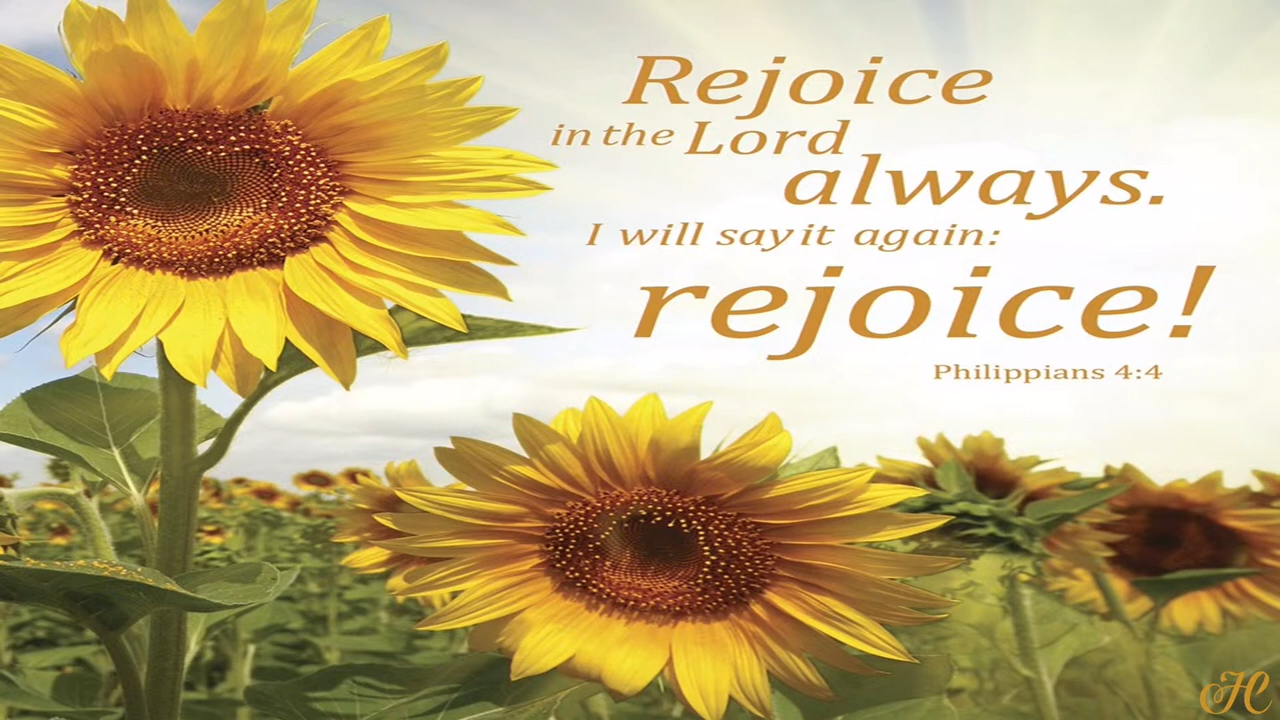 Rejoice
in the Lord
always.
I will say it again:
rejoice!
Philippians 4:4
H